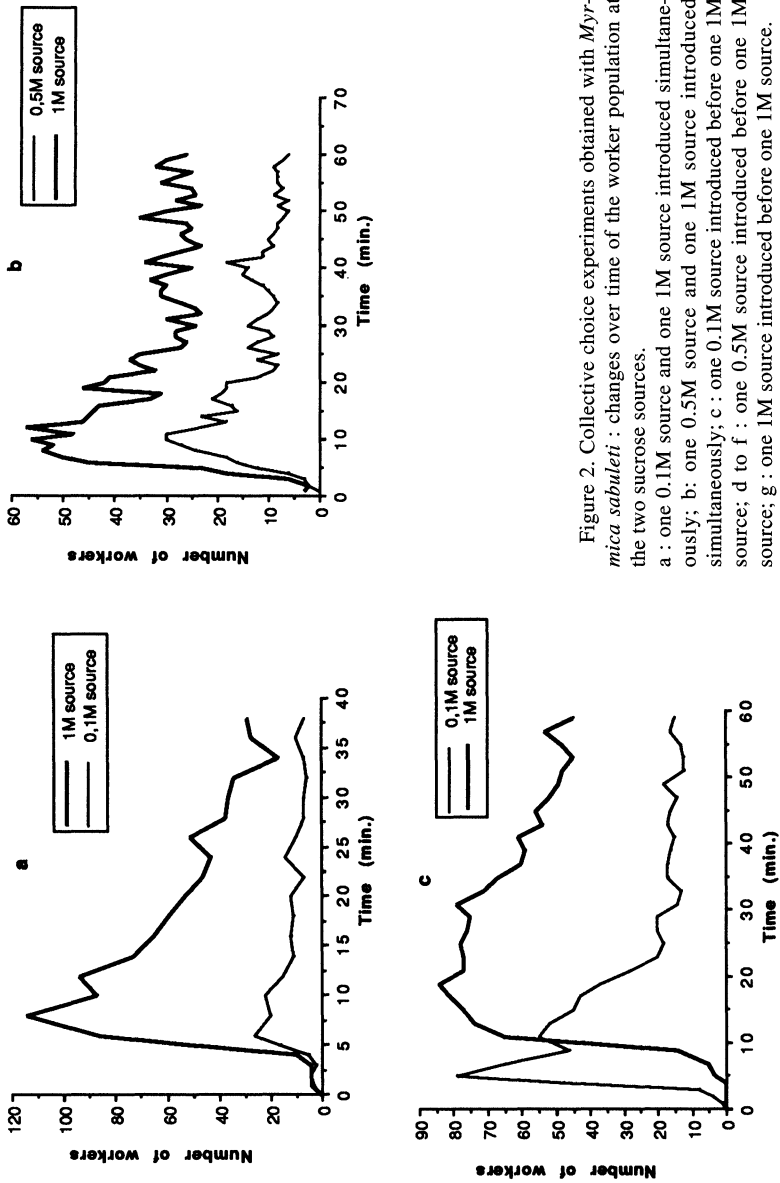 a
1M source
0,1M source
120
100
80
60
40
20
0
Number of workers
0
5
10
15
20
25
30
35
40
Time (min.)
b
0,5M source
1M source
60
50
40
30
20
10
0
Number of workers
0
10
20
30
40
50
60
70
Time (min.)
c
0,1M source
1M source
90
80
70
60
50
40
30
20
10
0
Number of workers
0
10
20
30
40
50
60
Time (min.)
Figure 2. Collective choice experiments obtained with Myr-
mica sabuleti : changes over time of the worker population at
the two sucrose sources.
a : one 0.1M source and one 1M source introduced simultane-
ously; b: one 0.5M source and one 1M source introduced
simultaneously; c : one 0.1M source introduced before one 1M
source; d to f : one 0.5M source introduced before one 1M
source; g : one 1M source introduced before one 1M source.